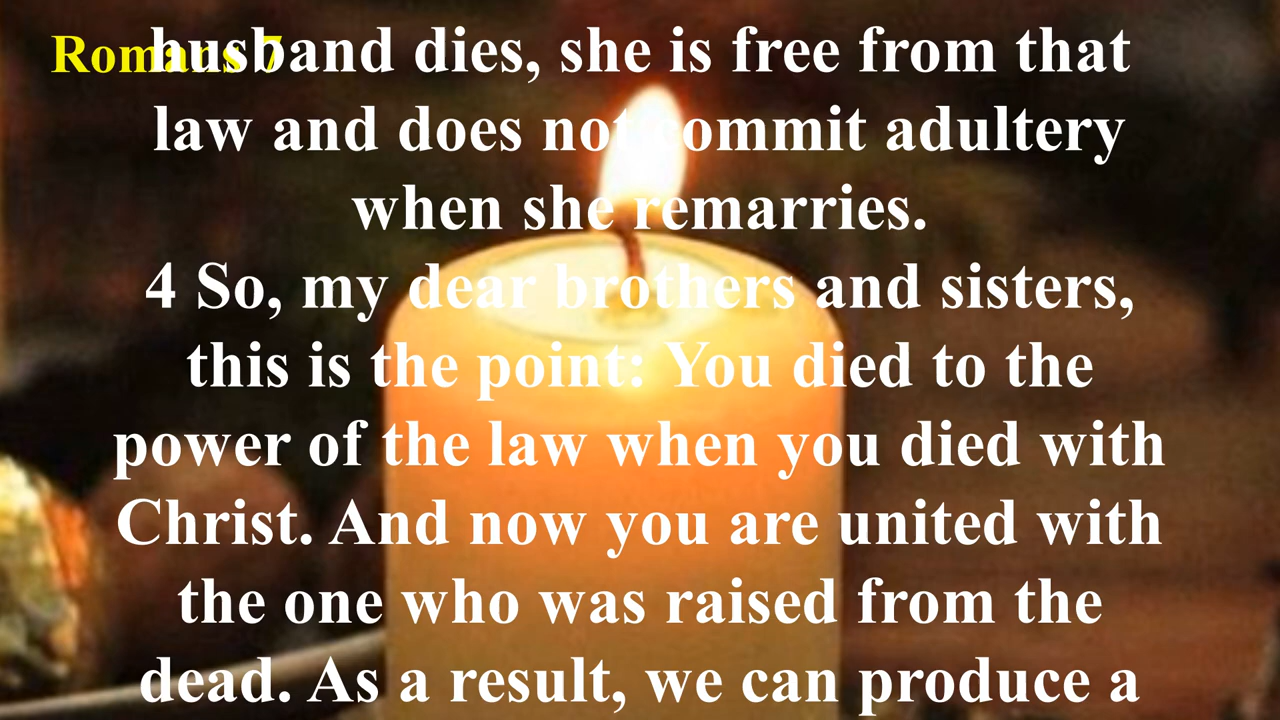 Romans 7
husband dies, she is free from that
law and does not commit adultery
when she remarries.
4 So, my dear brothers and sisters,
this is the point: You died to the
power of the law when you died with
Christ. And now you are united with
the one who was raised from the
dead. As a result, we can produce a